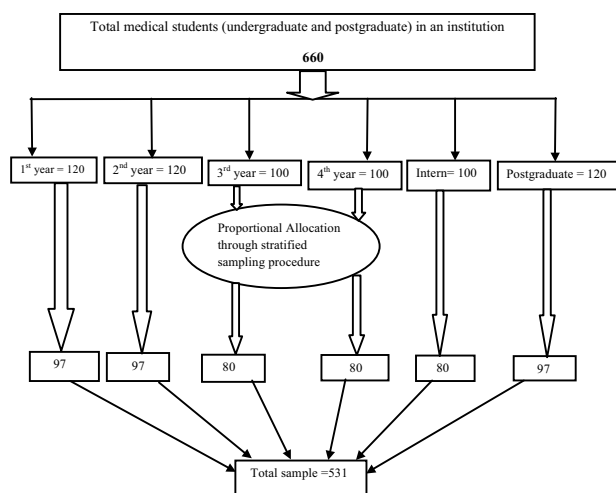 Total medical students (undergraduate and postgraduate) in an institution
660
1st year = 120
2nd year = 120
3rd year = 100
4th year = 100
Intern= 100
Postgraduate = 120
Proportional Allocation
through stratified
sampling procedure
97
97
80
80
80
97
Total sample =531